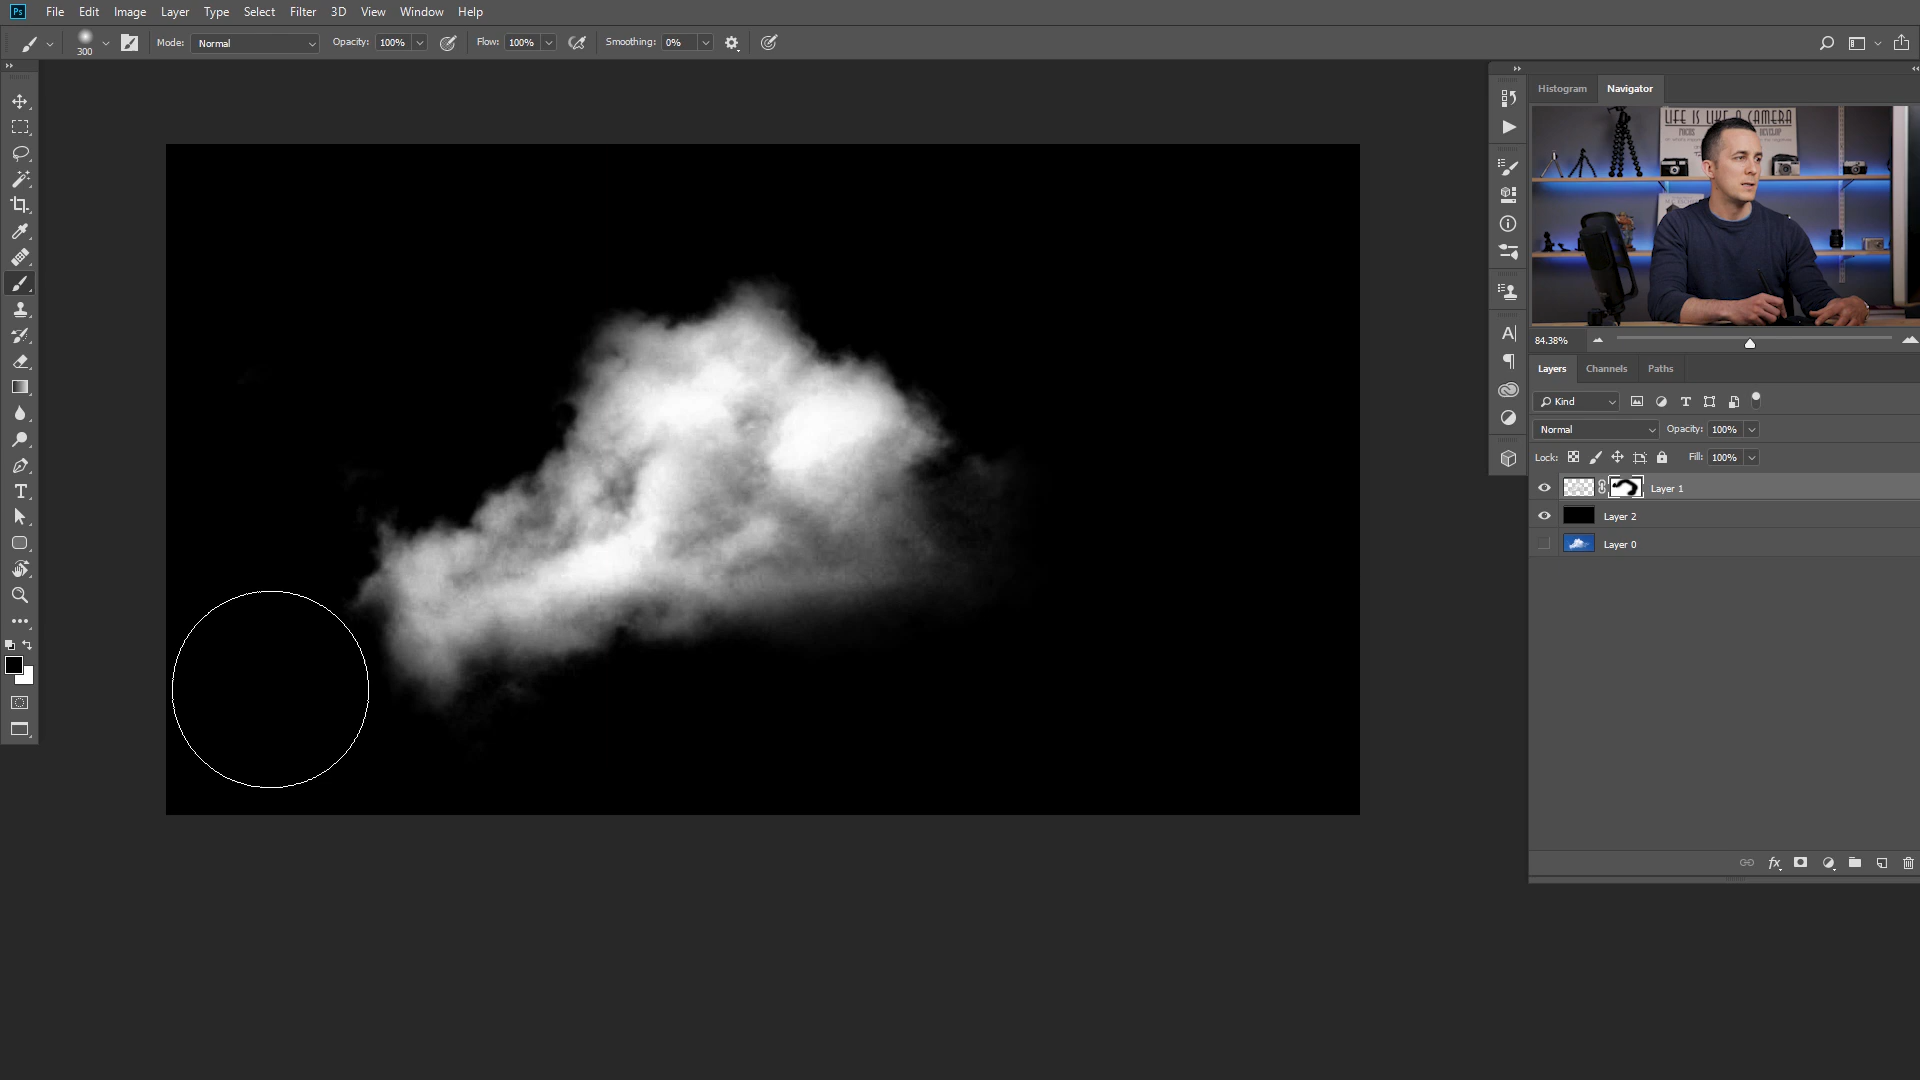 Ps File Edit Image Layer Type Select Filter 3D View Window Help
300 Mode: Normal Opacity: 100% Flow: 100% Smoothing: 0%
Histogram Navigator
LIFE IS LIKE A CAMERA
84.38%
Layers Channels Paths
Kind
Normal Opacity: 100%
Lock: Fill: 100%
Layer 1
Layer 2
Layer 0
fx